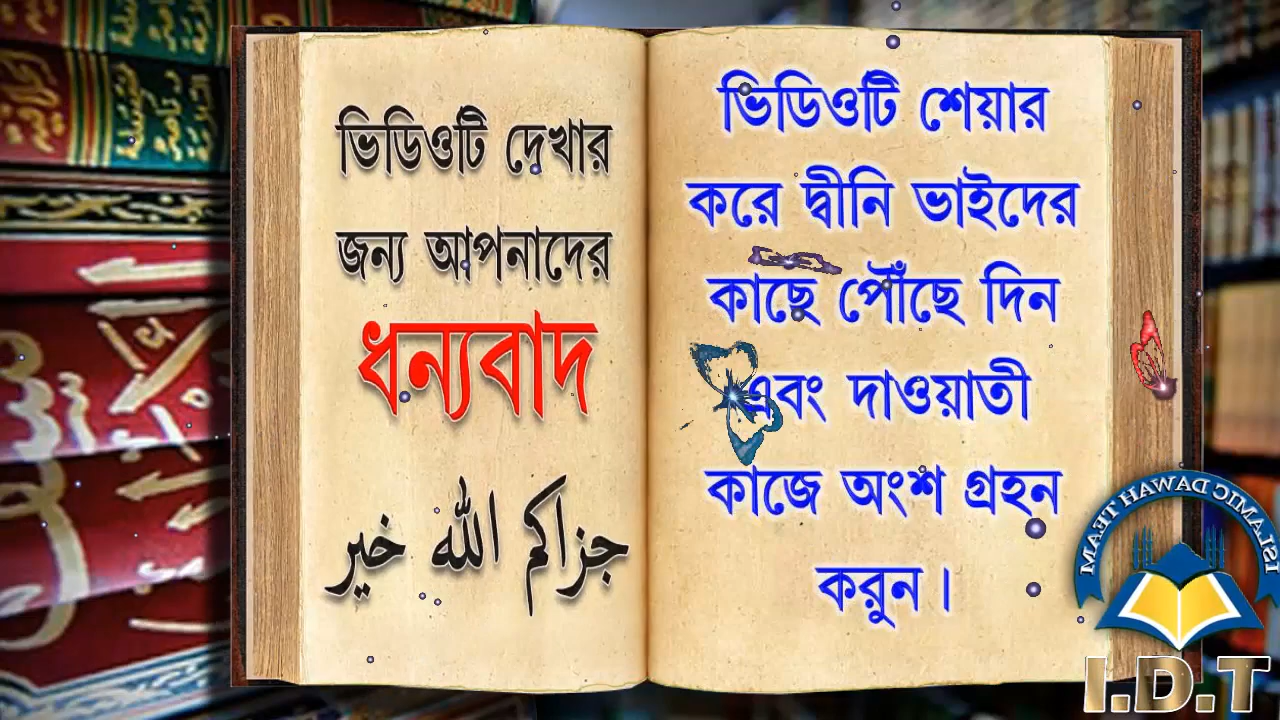 ভিডিওটি দেখার
জন্য আপনাদের
ধন্যবাদ
جزاكم الله خير
ভিডিওটি শেয়ার
করে দ্বীনি ভাইদের
কাছে পৌঁছে দিন
এবং দাওয়াতী
কাজে অংশ গ্রহন
করুন।
ISLAMIC DAWAH TEAM
I.D.T